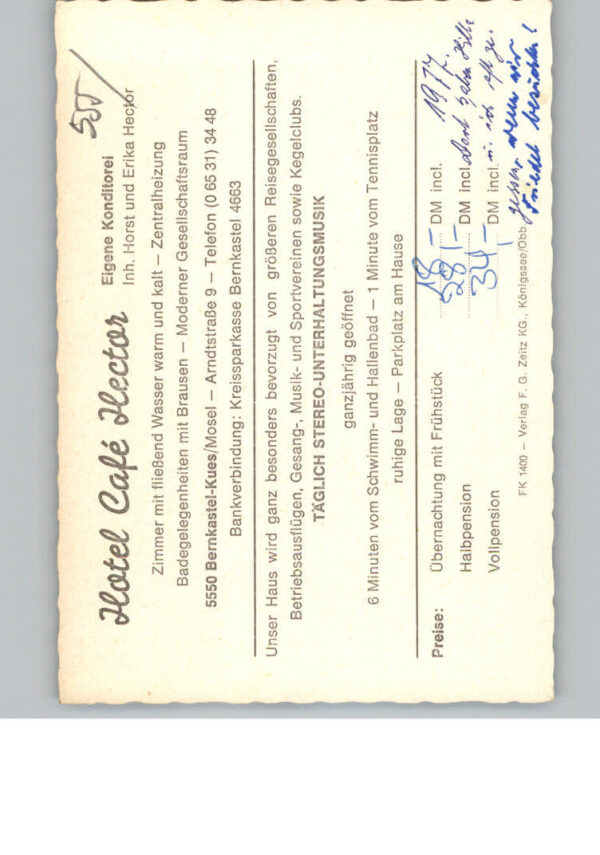 550/
Hotel Café Hector
Eigene Konditorei
Inh. Horst und Erika Hector
Zimmer mit fließend Wasser warm und kalt – Zentralheizung
Badegelegenheiten mit Brausen – Moderner Gesellschaftsraum
5550 Bernkastel-Kues/Mosel – Arndtstraße 9 – Telefon (0 65 31) 34 48
Bankverbindung: Kreissparkasse Bernkastel 4663
Unser Haus wird ganz besonders bevorzugt von größeren Reisegesellschaften,
Betriebsausflügen, Gesang-, Musik- und Sportvereinen sowie Kegelclubs.
TÄGLICH STEREO-UNTERHALTUNGSMUSIK
ganzjährig geöffnet
6 Minuten vom Schwimm- und Hallenbad – 1 Minute vom Tennisplatz
ruhige Lage – Parkplatz am Hause
Preise: Übernachtung mit Frühstück 18,– DM incl. 1977.
Halbpension 28,– DM incl.
Vollpension 34,– DM incl.
wenn wir
FK 1400 – Verlag F. G. Zeitz KG., Königssee/Obb.